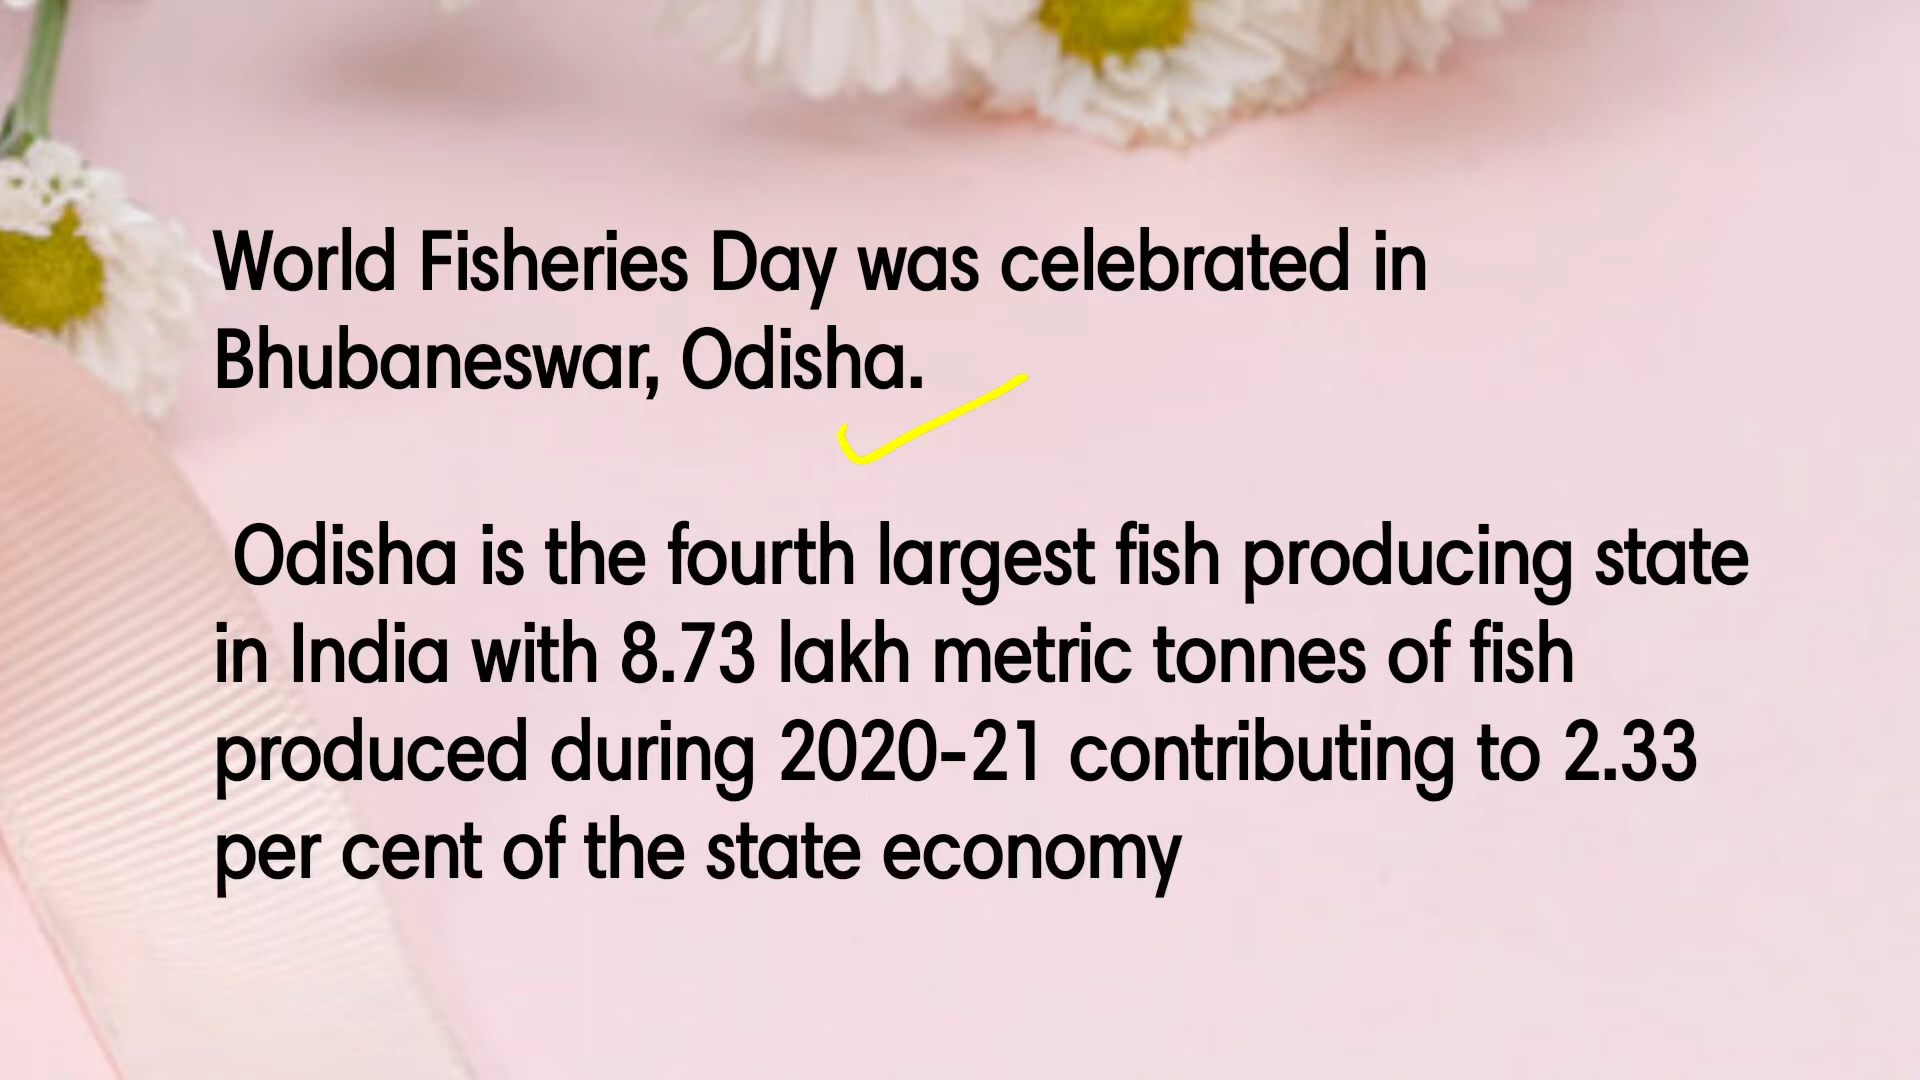 World Fisheries Day was celebrated in
Bhubaneswar, Odisha.
Odisha is the fourth largest fish producing state
in India with 8.73 lakh metric tonnes of fish
produced during 2020-21 contributing to 2.33
per cent of the state economy